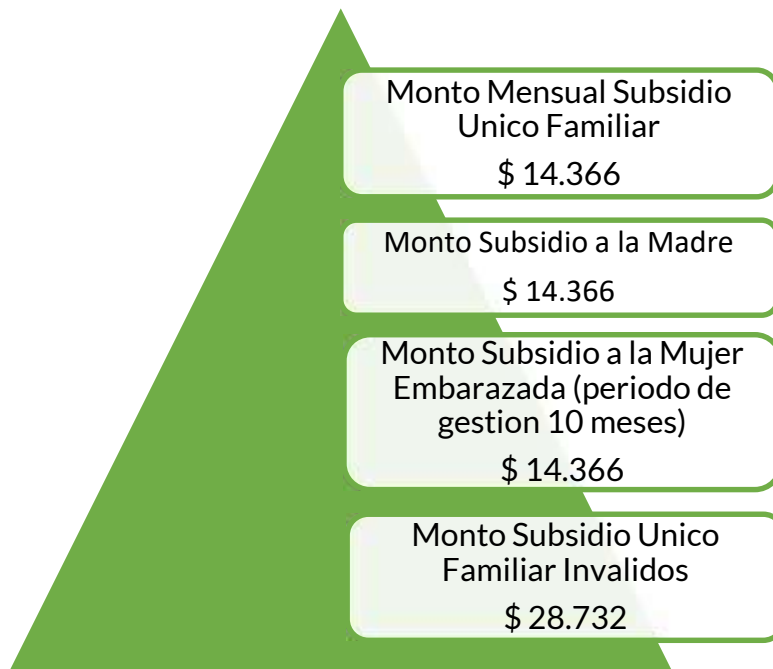 Monto Mensual Subsidio
Unico Familiar
$ 14.366
Monto Subsidio a la Madre
$ 14.366
Monto Subsidio a la Mujer
Embarazada (periodo de
gestion 10 meses)
$ 14.366
Monto Subsidio Unico
Familiar Invalidos
$ 28.732